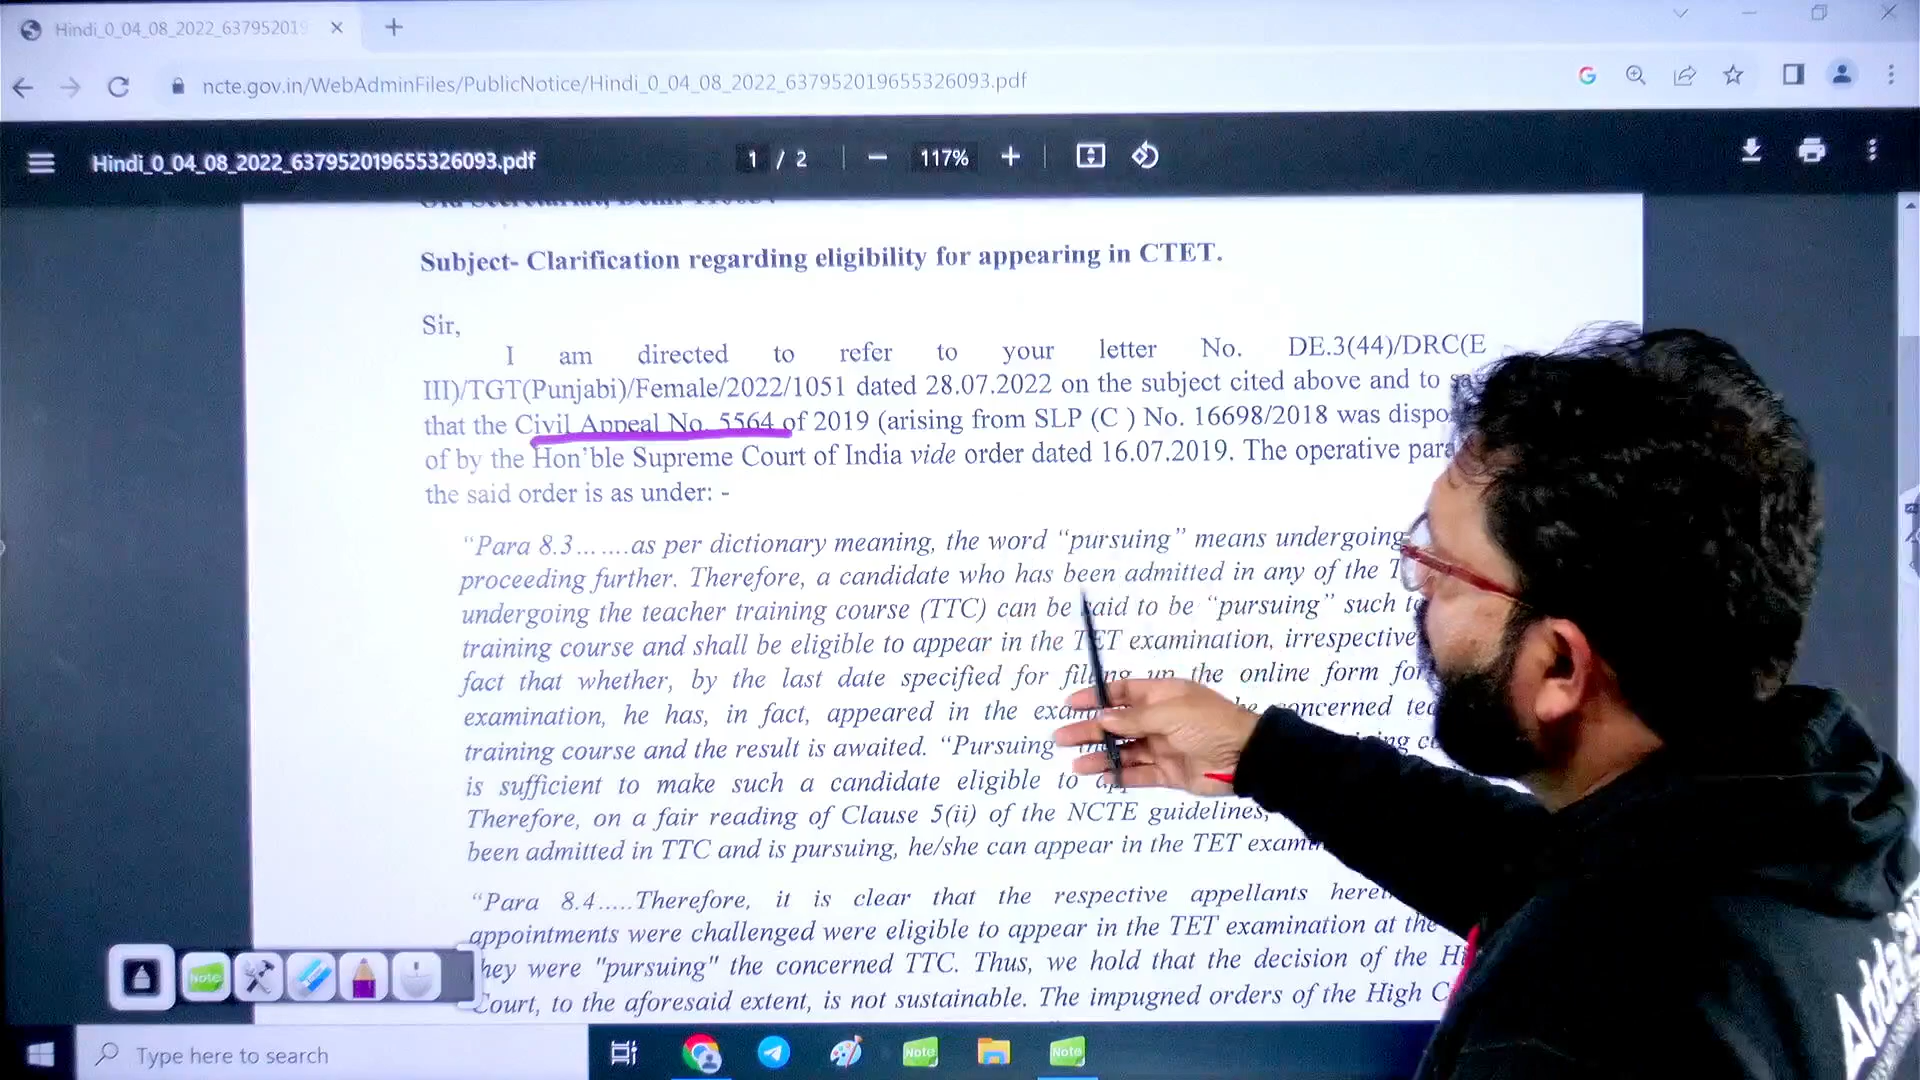 Hindi_0_04_08_2022_63795201
ncte.gov.in/WebAdminFiles/PublicNotice/Hindi_0_04_08_2022_637952019655326093.pdf
Hindi_0_04_08_2022_637952019655326093.pdf
1 / 2
117%
Subject- Clarification regarding eligibility for appearing in CTET.
Sir,
I am directed to refer to your letter No. DE.3(44)/DRC(E
III)/TGT(Punjabi)/Female/2022/1051 dated 28.07.2022 on the subject cited above and to
that the Civil Appeal No. 5564 of 2019 (arising from SLP (C ) No. 16698/2018 was dispo
of by the Hon'ble Supreme Court of India vide order dated 16.07.2019. The operative para
the said order is as under: -
"Para 8.3…….as per dictionary meaning, the word "pursuing" means undergoing
proceeding further. Therefore, a candidate who has been admitted in any of the T
undergoing the teacher training course (TTC) can be said to be "pursuing" such
training course and shall be eligible to appear in the TET examination, irrespective
fact that whether, by the last date specified for filing up the online form for
examination, he has, in fact, appeared in the exam concerned
training course and the result is awaited. "Pursuing
is sufficient to make such a candidate eligible to
Therefore, on a fair reading of Clause 5(ii) of the NCTE guidelines,
been admitted in TTC and is pursuing, he/she can appear in the TET exam
"Para 8.4…..Therefore, it is clear that the respective appellants
appointments were challenged were eligible to appear in the TET examination at the
they were "pursuing" the concerned TTC. Thus, we hold that the decision of the
Court, to the aforesaid extent, is not sustainable. The impugned orders of the High
Note
Type here to search
Note
Note
Adda